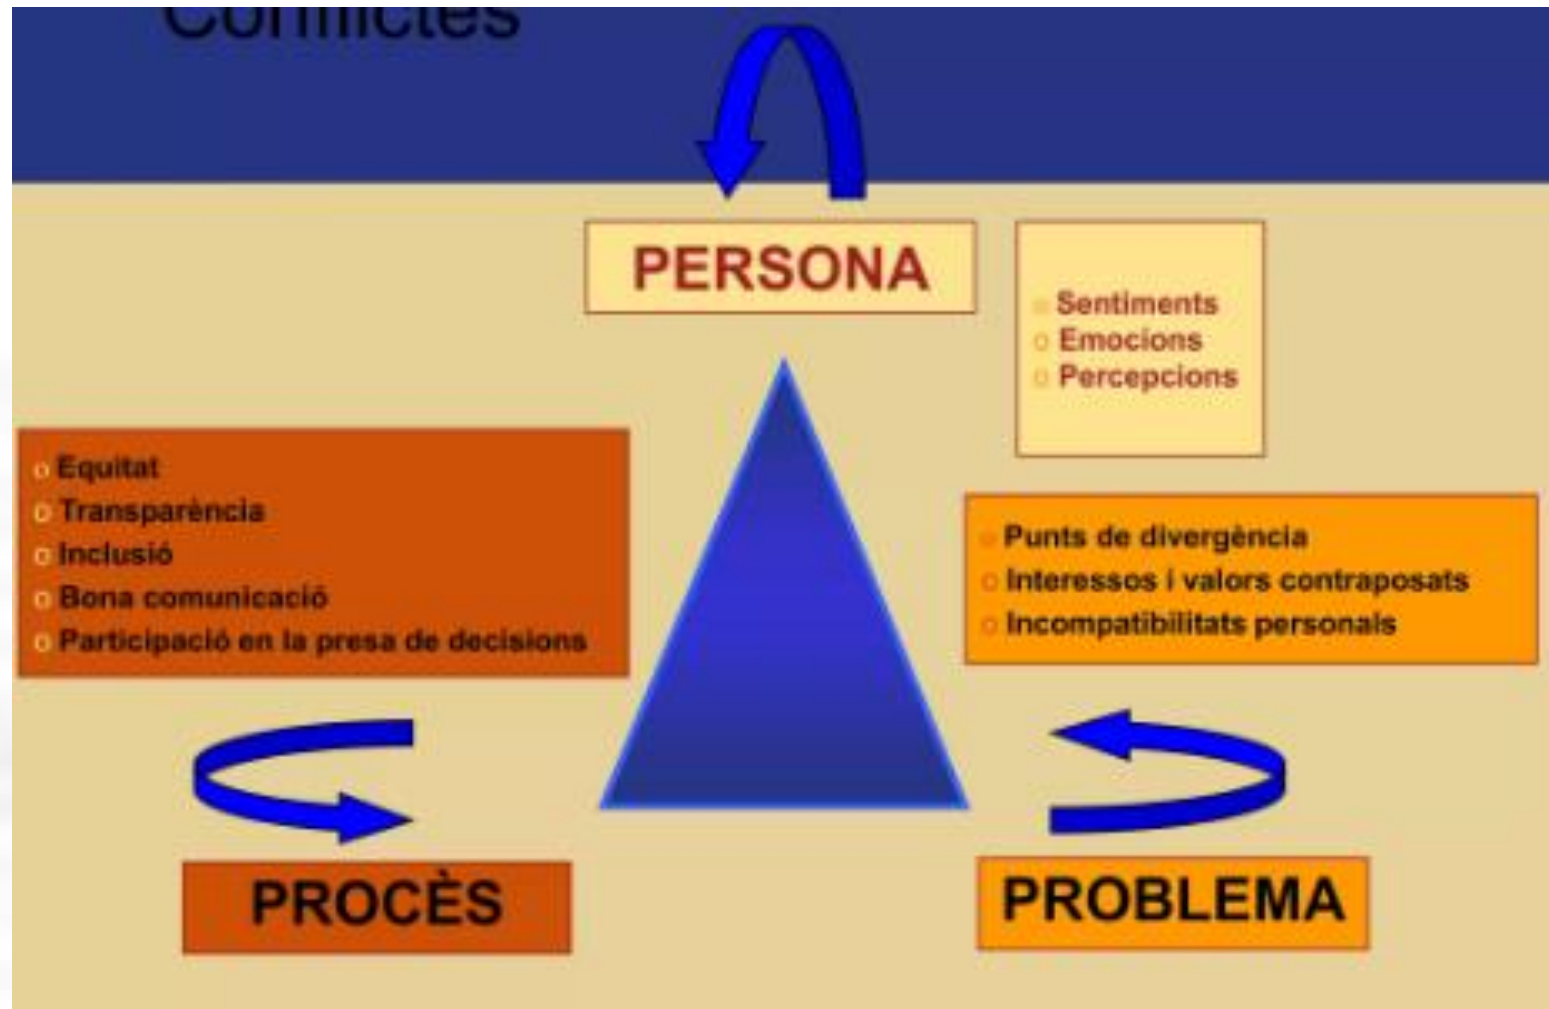 Conflictes
PERSONA
o Sentiments
o Emocions
o Percepcions
o Equitat
o Transparència
o Inclusió
o Bona comunicació
o Participació en la presa de decisions
o Punts de divergència
o Interessos i valors contraposats
o Incompatibilitats personals
PROCÈS
PROBLEMA